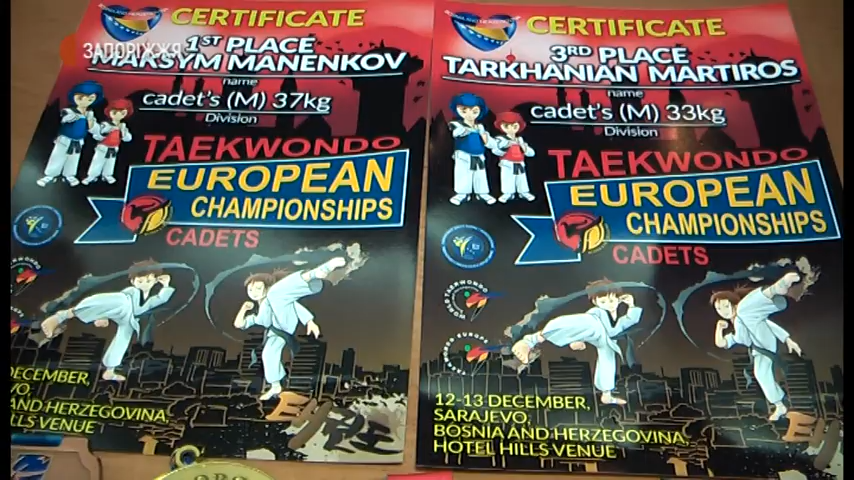 ЗАПОРІЖЖЯ
CERTIFICATE
1ST PLACE
MAKSYM MANENKOV
name
cadet's (M) 37kg
Division
TAEKWONDO
EUROPEAN
CHAMPIONSHIPS
CADETS
DECEMBER,
AND HERZEGOVINA,
LLS VENUE
CERTIFICATE
3RD PLACE
TARKHANIAN MARTIROS
name
cadet's (M) 33kg
Division
TAEKWONDO
EUROPEAN
CHAMPIONSHIPS
CADETS
12-13 DECEMBER,
SARAJEVO,
BOSNIA AND HERZEGOVINA,
HOTEL HILLS VENUE